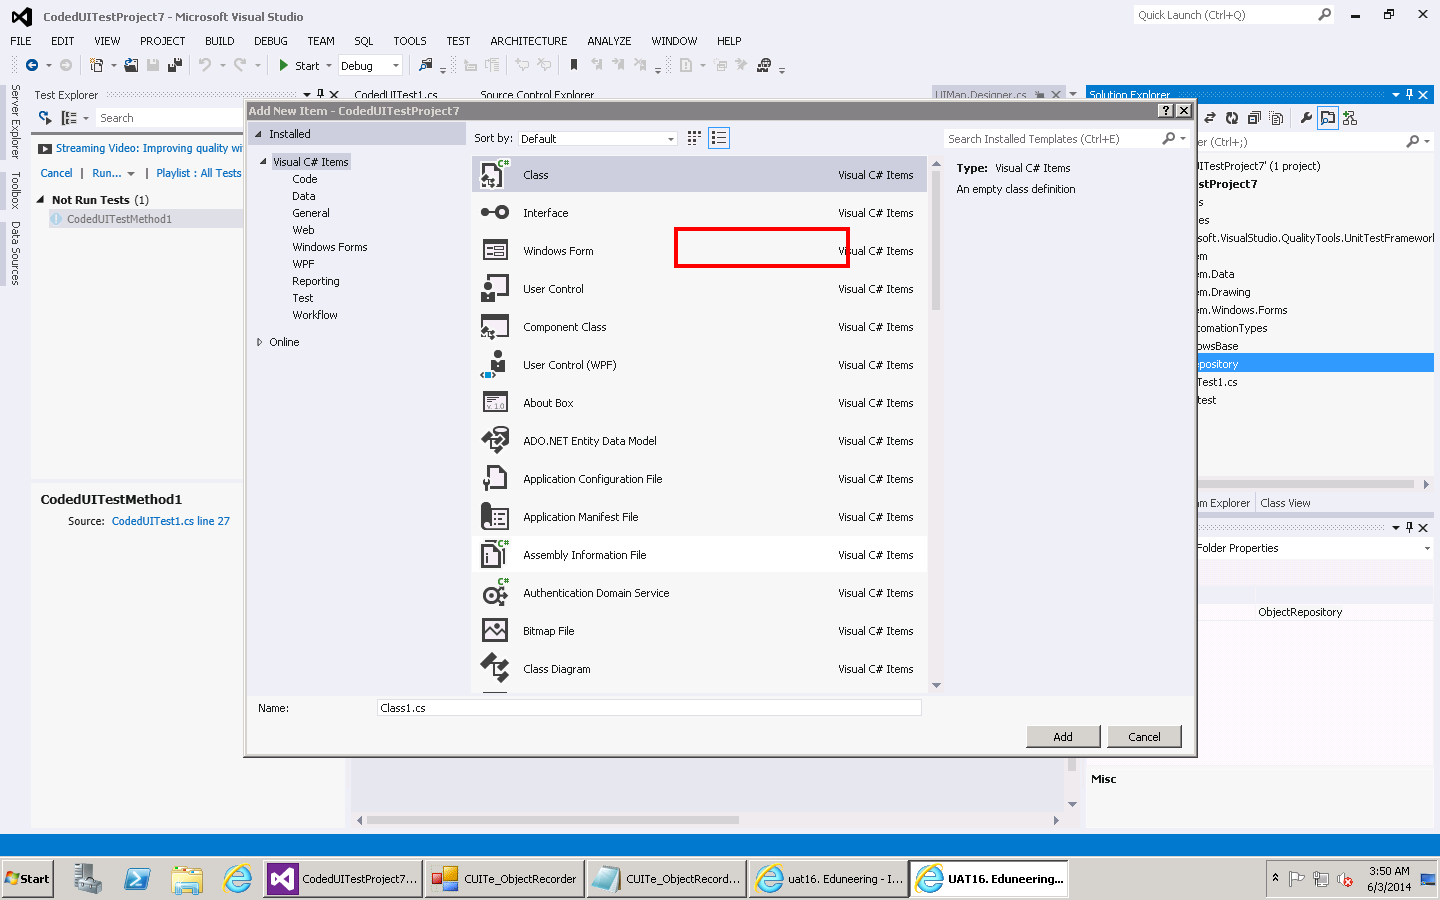 CodedUITestProject7 - Microsoft Visual Studio
Quick Launch (Ctrl+Q)
FILE EDIT VIEW PROJECT BUILD DEBUG TEAM SQL TOOLS TEST ARCHITECTURE ANALYZE WINDOW HELP
Start Debug
Server Explorer
Toolbox
Data Sources
Test Explorer
Search
Streaming Video: Improving quality wi
Cancel | Run... | Playlist : All Tests
Not Run Tests (1)
CodedUITestMethod1
CodedUITestMethod1
Source: CodedUITest1.cs line 27
CodedUITest1.cs Source Control Explorer UIMap.Designer.cs
Add New Item - CodedUITestProject7
Installed
Visual C# Items
Code
Data
General
Web
Windows Forms
WPF
Reporting
Test
Workflow
Online
Sort by: Default
Search Installed Templates (Ctrl+E)
Class Visual C# Items
Interface Visual C# Items
Windows Form Visual C# Items
User Control Visual C# Items
Component Class Visual C# Items
User Control (WPF) Visual C# Items
About Box Visual C# Items
ADO.NET Entity Data Model Visual C# Items
Application Configuration File Visual C# Items
Application Manifest File Visual C# Items
Assembly Information File Visual C# Items
Authentication Domain Service Visual C# Items
Bitmap File Visual C# Items
Class Diagram Visual C# Items
Type: Visual C# Items
An empty class definition
Name: Class1.cs
Add Cancel
Solution Explorer
er (Ctrl+;)
UITestProject7' (1 project)
stProject7
s
es
soft.VisualStudio.QualityTools.UnitTestFramework
em
em.Data
em.Drawing
em.Windows.Forms
tomationTypes
owsBase
pository
Test1.cs
test
am Explorer Class View
Folder Properties
ObjectRepository
Misc
Start
CodedUITestProject7...
CUITe_ObjectRecorder
CUITe_ObjectRecord...
uat16. Eduneering - I...
UAT16. Eduneering...
3:50 AM
6/3/2014